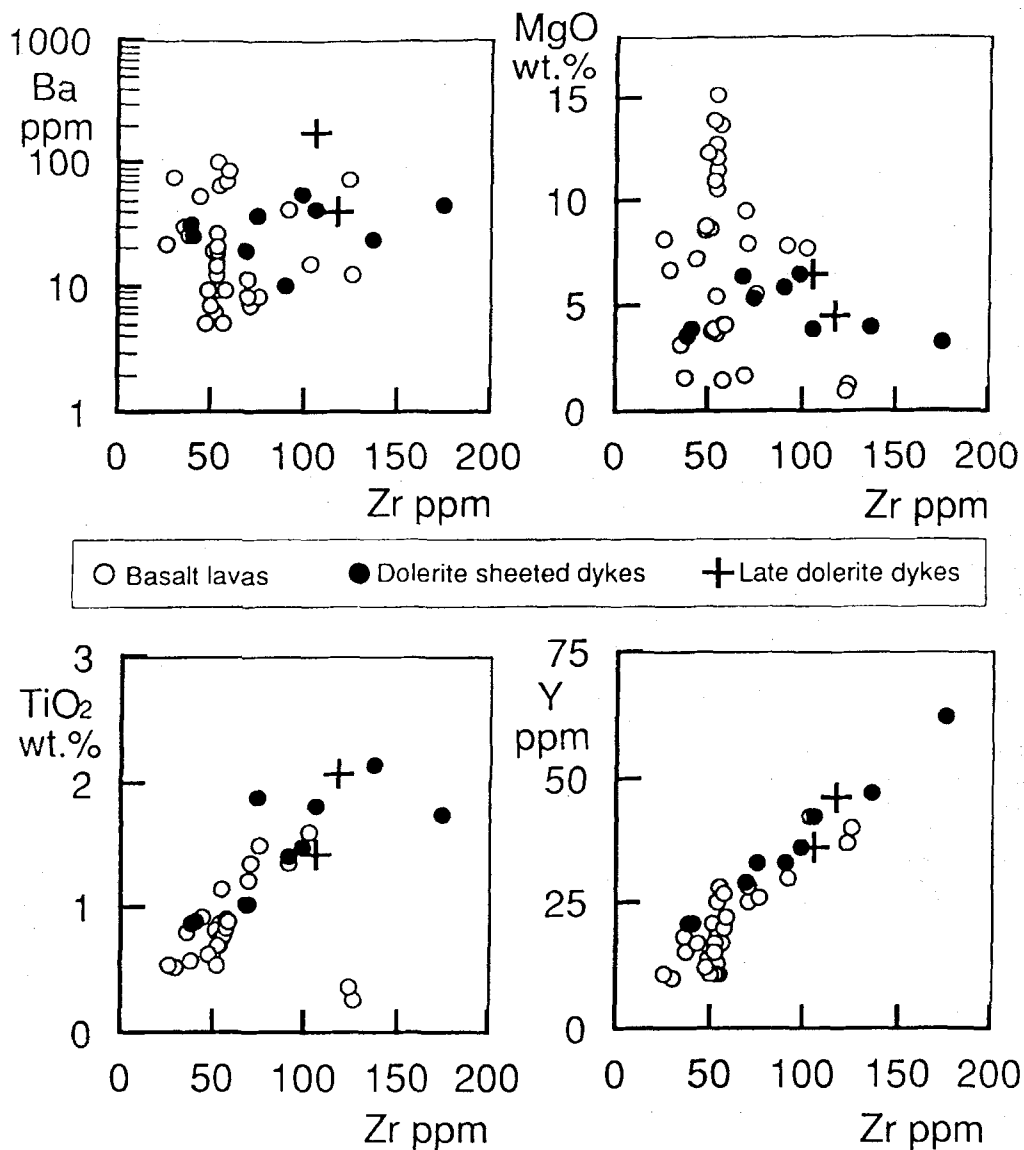 1000
Ba
ppm
100
10
1
0 50 100 150 200
Zr ppm
MgO
wt.%
15
10
5
0
0 50 100 150 200
Zr ppm
Basalt lavas Dolerite sheeted dykes Late dolerite dykes
3
TiO2
wt.%
2
1
0
0 50 100 150 200
Zr ppm
75
Y
ppm
50
25
0
0 50 100 150 200
Zr ppm